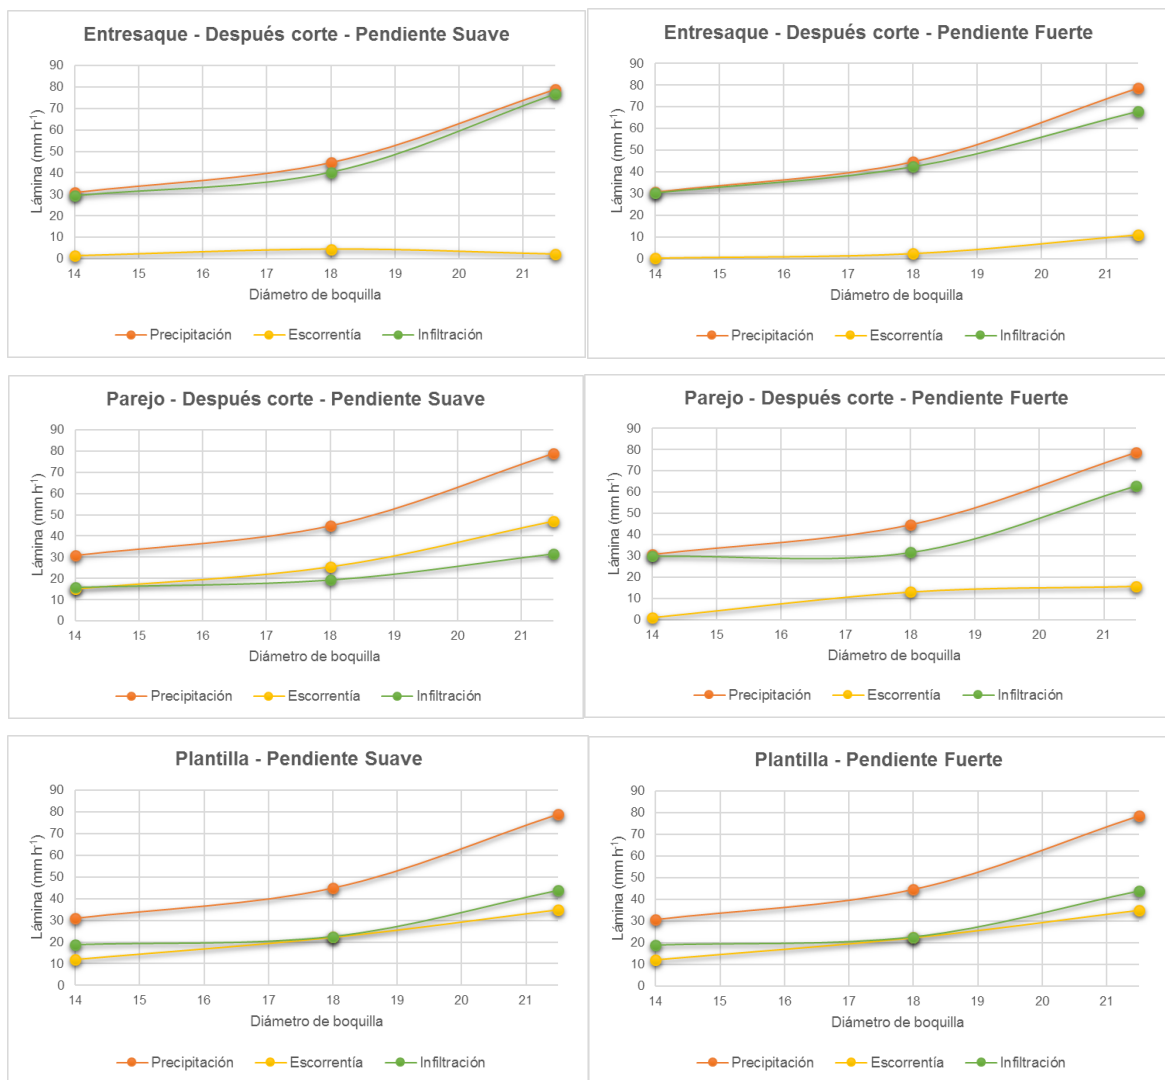 Entresaque - Después corte - Pendiente Suave
Lámina (mm h⁻¹)
90
80
70
60
50
40
30
20
10
0
14 15 16 17 18 19 20 21
Diámetro de boquilla
Precipitación Escorrentía Infiltración
Entresaque - Después corte - Pendiente Fuerte
Lámina (mm h⁻¹)
90
80
70
60
50
40
30
20
10
0
14 15 16 17 18 19 20 21
Diámetro de boquilla
Precipitación Escorrentía Infiltración
Parejo - Después corte - Pendiente Suave
Lámina (mm h⁻¹)
90
80
70
60
50
40
30
20
10
0
14 15 16 17 18 19 20 21
Diámetro de boquilla
Precipitación Escorrentía Infiltración
Parejo - Después corte - Pendiente Fuerte
Lámina (mm h⁻¹)
90
80
70
60
50
40
30
20
10
0
14 15 16 17 18 19 20 21
Diámetro de boquilla
Precipitación Escorrentía Infiltración
Plantilla - Pendiente Suave
Lámina (mm h⁻¹)
90
80
70
60
50
40
30
20
10
0
14 15 16 17 18 19 20 21
Diámetro de boquilla
Precipitación Escorrentía Infiltración
Plantilla - Pendiente Fuerte
Lámina (mm h⁻¹)
90
80
70
60
50
40
30
20
10
0
14 15 16 17 18 19 20 21
Diámetro de boquilla
Precipitación Escorrentía Infiltración